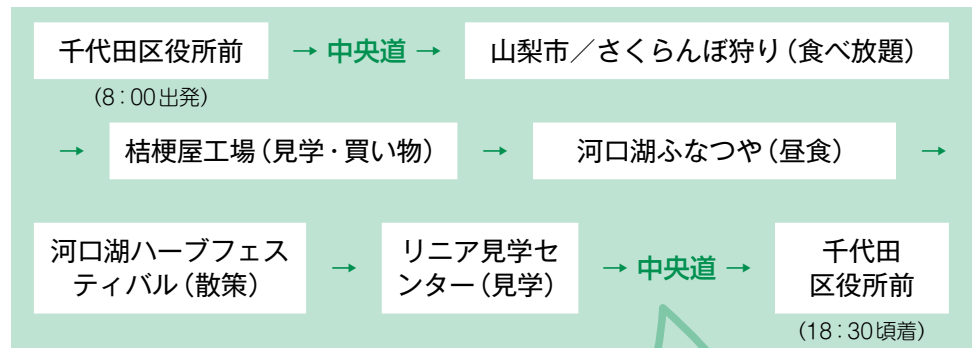 千代田区役所前 → 中央道 → 山梨市／さくらんぼ狩り（食べ放題）
（8：00出発）
→ 桔梗屋工場（見学・買い物） → 河口湖ふなつや（昼食） →
河口湖ハーブフェス
ティバル（散策） → リニア見学セ
ンター（見学） → 中央道 → 千代田
区役所前
（18：30頃着）